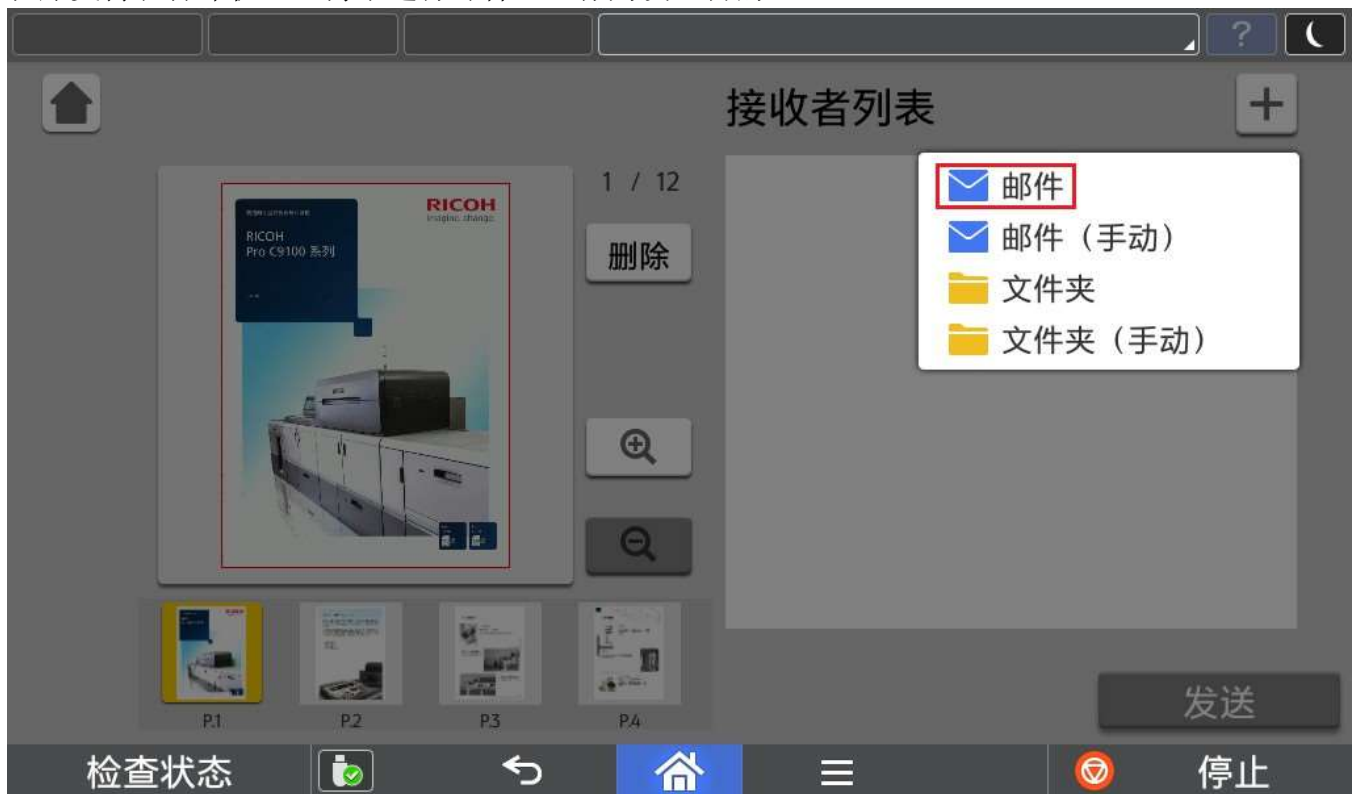 ?
接收者列表
+
1 / 12
删除
RICOH
imagine. change.
RICOH
Pro C9100 系列
邮件
邮件（手动）
文件夹
文件夹（手动）
P.1
P.2
P.3
P.4
发送
检查状态
停止